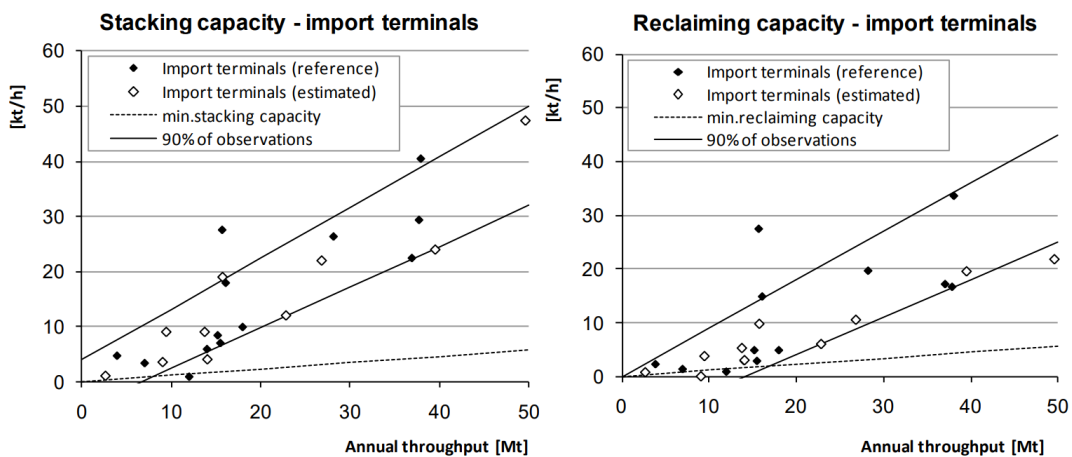 Stacking capacity - import terminals
[kt/h]
60
50
40
30
20
10
0
Import terminals (reference)
Import terminals (estimated)
min.stacking capacity
90% of observations
0 10 20 30 40 50
Annual throughput [Mt]
Reclaiming capacity - import terminals
[kt/h]
60
50
40
30
20
10
0
Import terminals (reference)
Import terminals (estimated)
min.reclaiming capacity
90% of observations
0 10 20 30 40 50
Annual throughput [Mt]